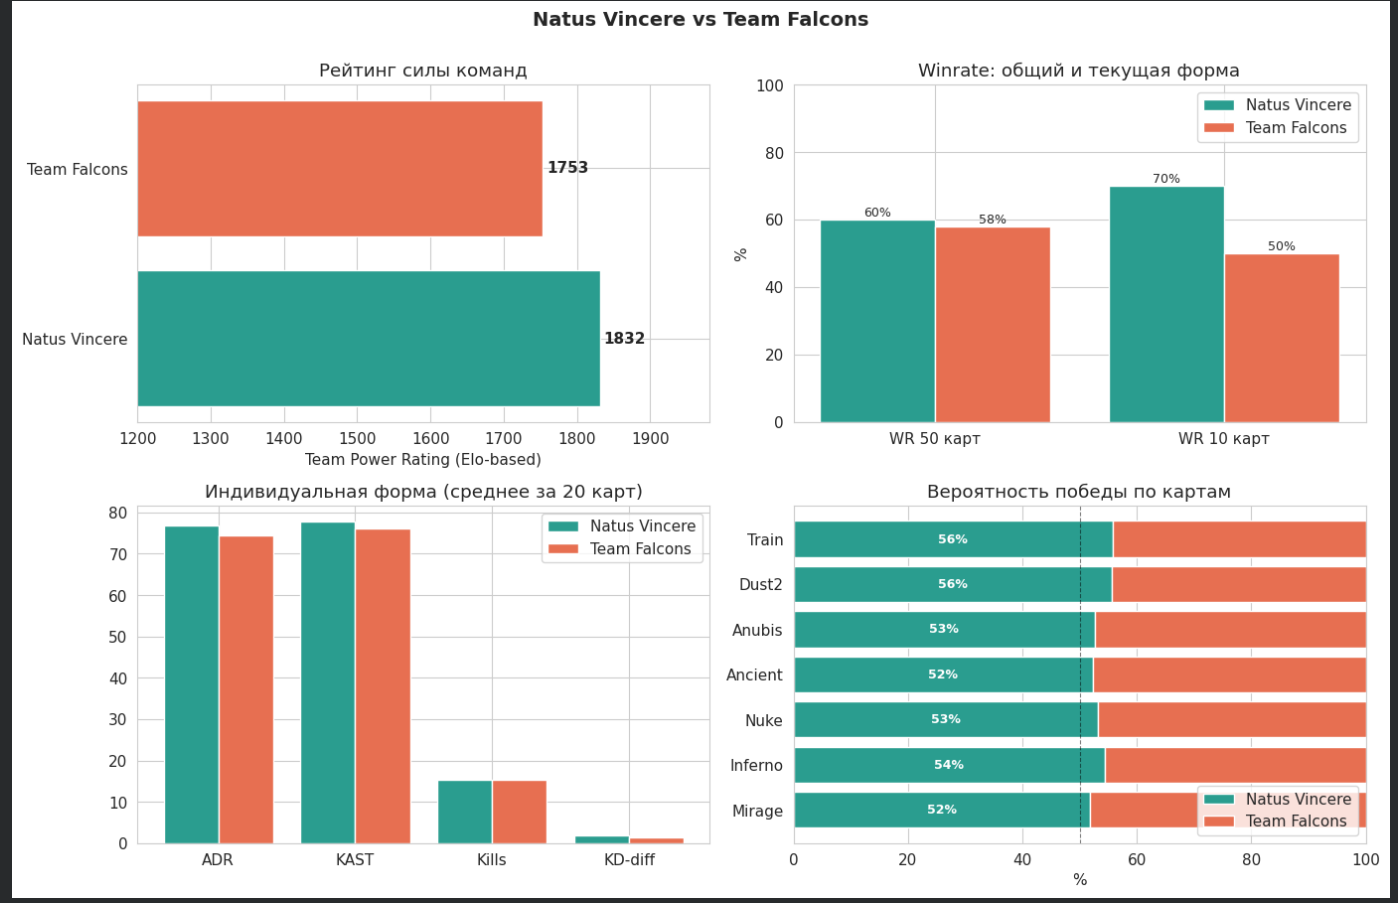 Natus Vincere vs Team Falcons
Рейтинг силы команд
Team Falcons
1753
Natus Vincere
1832
1200 1300 1400 1500 1600 1700 1800 1900
Team Power Rating (Elo-based)
Winrate: общий и текущая форма
100
80
60
40
20
0
%
Natus Vincere
Team Falcons
60%
58%
70%
50%
WR 50 карт
WR 10 карт
Индивидуальная форма (среднее за 20 карт)
80
70
60
50
40
30
20
10
0
Natus Vincere
Team Falcons
ADR KAST Kills KD-diff
Вероятность победы по картам
Train 56%
Dust2 56%
Anubis 53%
Ancient 52%
Nuke 53%
Inferno 54%
Mirage 52%
Natus Vincere
Team Falcons
0 20 40 60 80 100
%